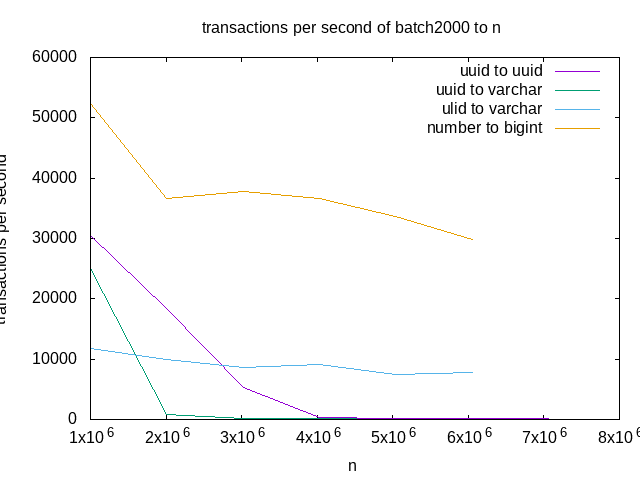 transactions per second of batch2000 to n
60000
50000
40000
30000
20000
10000
0
transactions per second
uuid to uuid
uuid to varchar
ulid to varchar
number to bigint
1x10^6 2x10^6 3x10^6 4x10^6 5x10^6 6x10^6 7x10^6 8x10^6
n